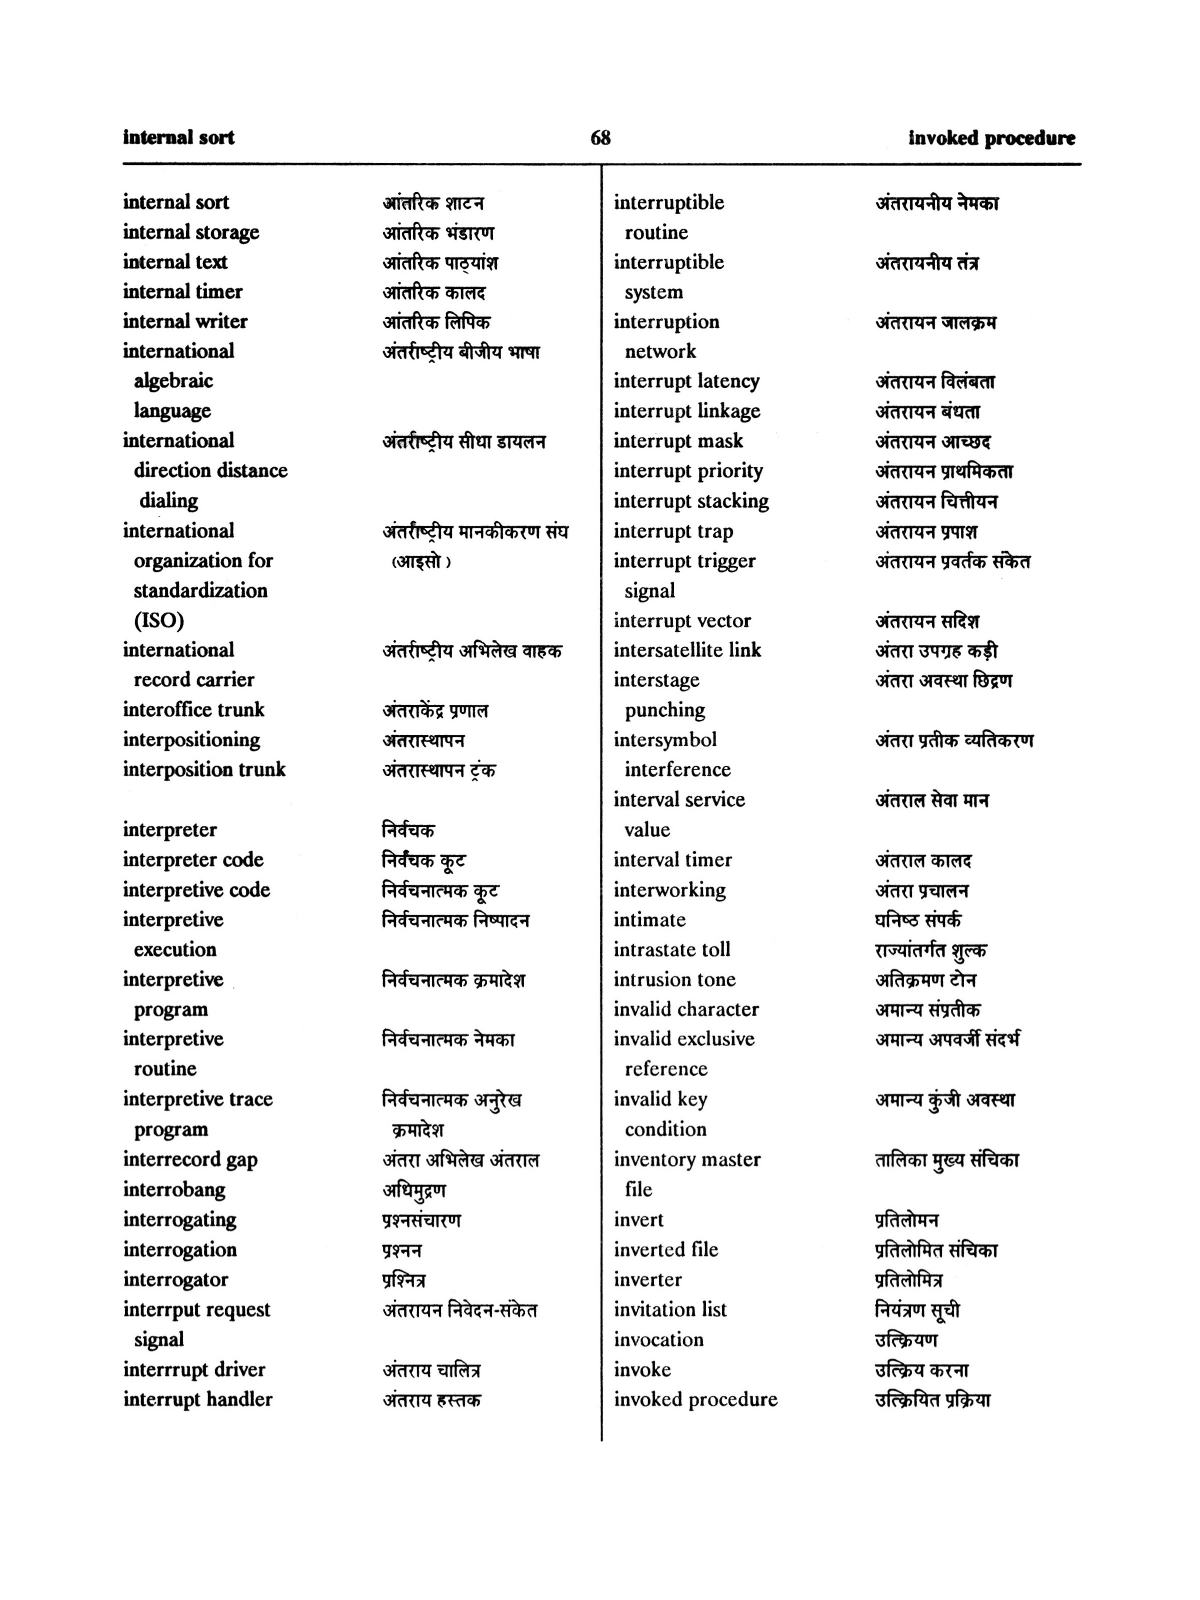 internal sort 68 invoked procedure
internal sort आंतरिक शाटन
internal storage आंतरिक भंडारण
internal text आंतरिक पाठ्यांश
internal timer आंतरिक कालद
internal writer आंतरिक लिपिक
international अंतर्राष्ट्रीय बीजीय भाषा
algebraic
language
international अंतर्राष्ट्रीय सीधा डायलन
direction distance
dialing
international अंतर्राष्ट्रीय मानकीकरण संघ
organization for (आइसो)
standardization
(ISO)
international अंतर्राष्ट्रीय अभिलेख वाहक
record carrier
interoffice trunk अंतराकेंद्र प्रणाल
interpositioning अंतरास्थापन
interposition trunk अंतरास्थापन ट्रंक
interpreter निर्वचक
interpreter code निर्वचक कूट
interpretive code निर्वचनात्मक कूट
interpretive निर्वचनात्मक निष्पादन
execution
interpretive निर्वचनात्मक क्रमादेश
program
interpretive निर्वचनात्मक नेमका
routine
interpretive trace निर्वचनात्मक अनुरेख
program क्रमादेश
interrecord gap अंतरा अभिलेख अंतराल
interrobang अधिमुद्रण
interrogating प्रश्नसंचारण
interrogation प्रश्नन
interrogator प्रश्नित्र
interrput request अंतरायन निवेदन-संकेत
signal
interrrupt driver अंतराय चालित्र
interrupt handler अंतराय हस्तक
interruptible अंतरायनीय नेमका
routine
interruptible अंतरायनीय तंत्र
system
interruption अंतरायन जालक्रम
network
interrupt latency अंतरायन विलंबता
interrupt linkage अंतरायन बंधता
interrupt mask अंतरायन आच्छद
interrupt priority अंतरायन प्राथमिकता
interrupt stacking अंतरायन चित्तीयन
interrupt trap अंतरायन प्रपाश
interrupt trigger अंतरायन प्रवर्तक संकेत
signal
interrupt vector अंतरायन सदिश
intersatellite link अंतरा उपग्रह कड़ी
interstage अंतरा अवस्था छिद्रण
punching
intersymbol अंतरा प्रतीक व्यतिकरण
interference
interval service अंतराल सेवा मान
value
interval timer अंतराल कालद
interworking अंतरा प्रचालन
intimate घनिष्ठ संपर्क
intrastate toll राज्यांतर्गत शुल्क
intrusion tone अतिक्रमण टोन
invalid character अमान्य संप्रतीक
invalid exclusive अमान्य अपवर्जी संदर्भ
reference
invalid key अमान्य कुंजी अवस्था
condition
inventory master तालिका मुख्य संचिका
file
invert प्रतिलोमन
inverted file प्रतिलोमित संचिका
inverter प्रतिलोमित्र
invitation list नियंत्रण सूची
invocation उत्क्रियण
invoke उत्क्रिय करना
invoked procedure उत्क्रियित प्रक्रिया